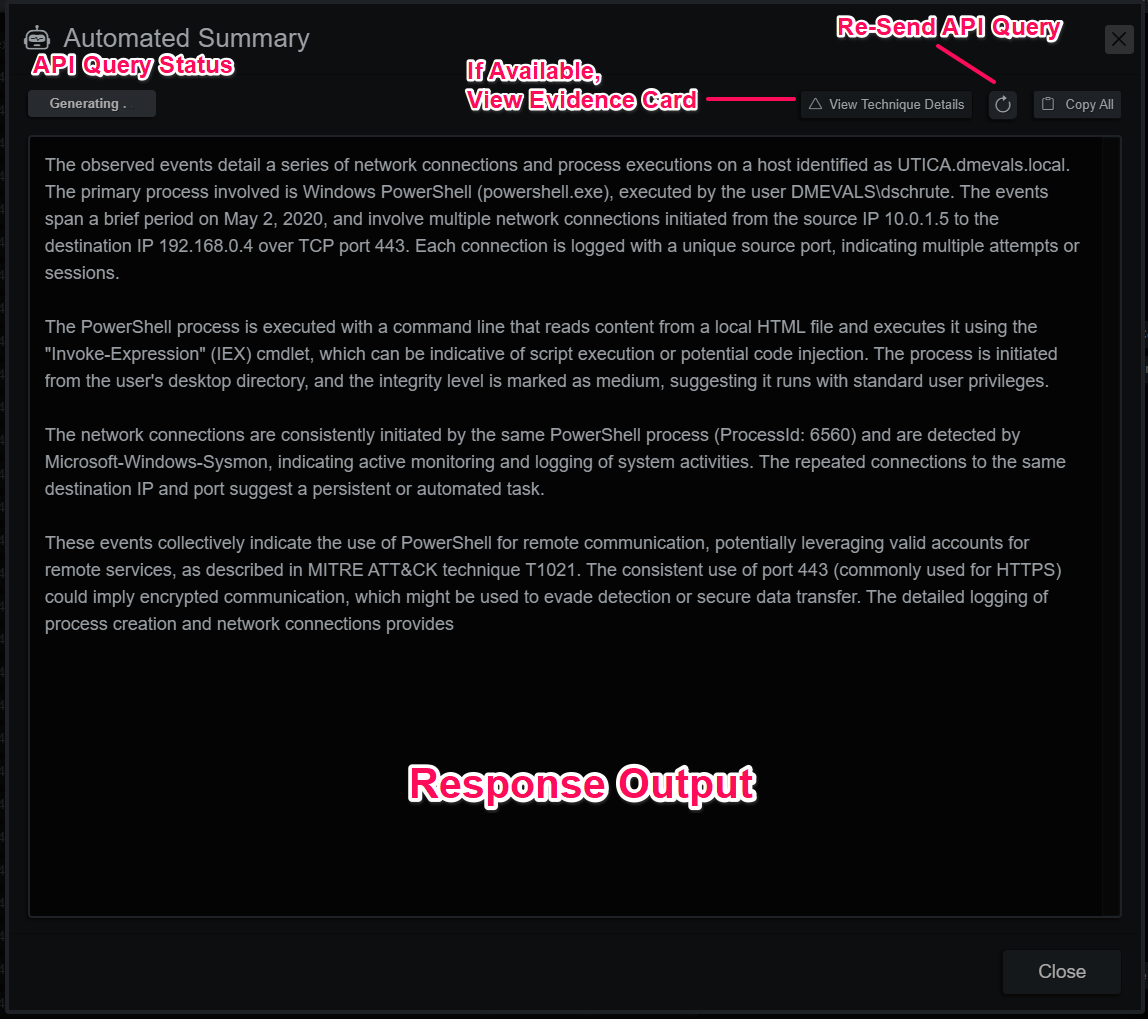 Automated Summary
API Query Status
Re-Send API Query
If Available,
View Evidence Card
Generating .
View Technique Details
Copy All
The observed events detail a series of network connections and process executions on a host identified as UTICA.dmevals.local.
The primary process involved is Windows PowerShell (powershell.exe), executed by the user DMEVALS\dschrute. The events
span a brief period on May 2, 2020, and involve multiple network connections initiated from the source IP 10.0.1.5 to the
destination IP 192.168.0.4 over TCP port 443. Each connection is logged with a unique source port, indicating multiple attempts or
sessions.
The PowerShell process is executed with a command line that reads content from a local HTML file and executes it using the
"Invoke-Expression" (IEX) cmdlet, which can be indicative of script execution or potential code injection. The process is initiated
from the user's desktop directory, and the integrity level is marked as medium, suggesting it runs with standard user privileges.
The network connections are consistently initiated by the same PowerShell process (ProcessId: 6560) and are detected by
Microsoft-Windows-Sysmon, indicating active monitoring and logging of system activities. The repeated connections to the same
destination IP and port suggest a persistent or automated task.
These events collectively indicate the use of PowerShell for remote communication, potentially leveraging valid accounts for
remote services, as described in MITRE ATT&CK technique T1021. The consistent use of port 443 (commonly used for HTTPS)
could imply encrypted communication, which might be used to evade detection or secure data transfer. The detailed logging of
process creation and network connections provides
Response Output
Close